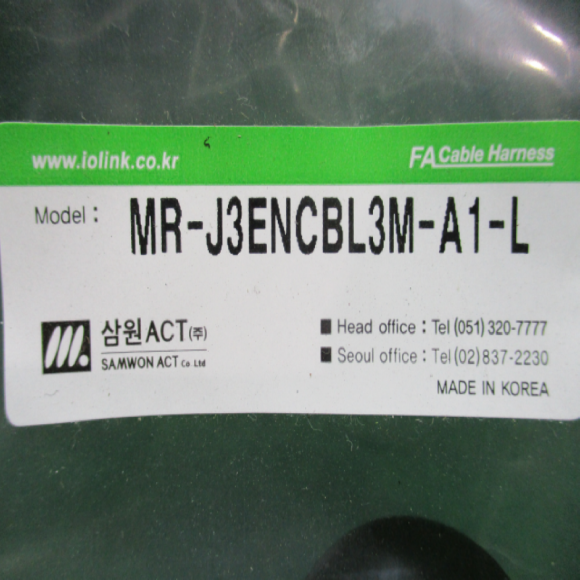 www.iolink.co.kr
FA Cable Harness
Model : MR-J3ENCBL3M-A1-L
삼원ACT(주)
SAMWON ACT Co. Ltd
■ Head office : Tel (051) 320-7777
■ Seoul office : Tel (02) 837-2230
MADE IN KOREA